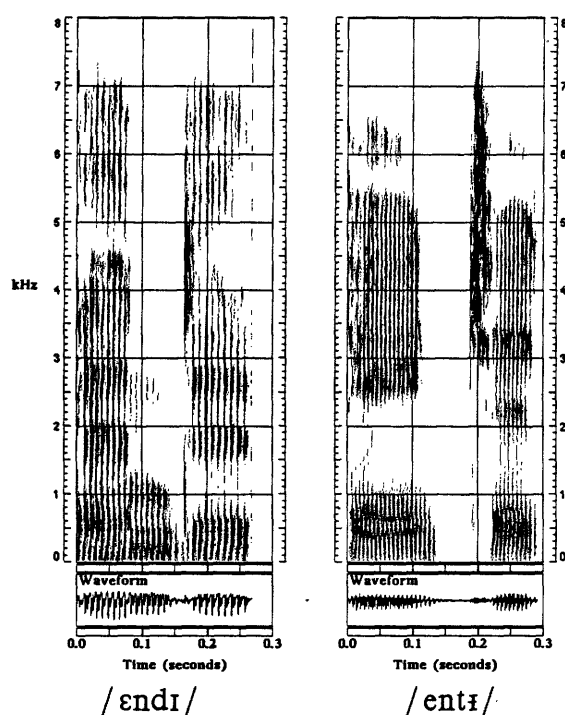 8 8
7 7
6 6
5 5
kHz 4 4
3 3
2 2
1 1
0 0
Waveform Waveform
0.0 0.1 0.2 0.3 0.0 0.1 0.2 0.3
Time (seconds) Time (seconds)
/ɛndɪ/ /entɨ/